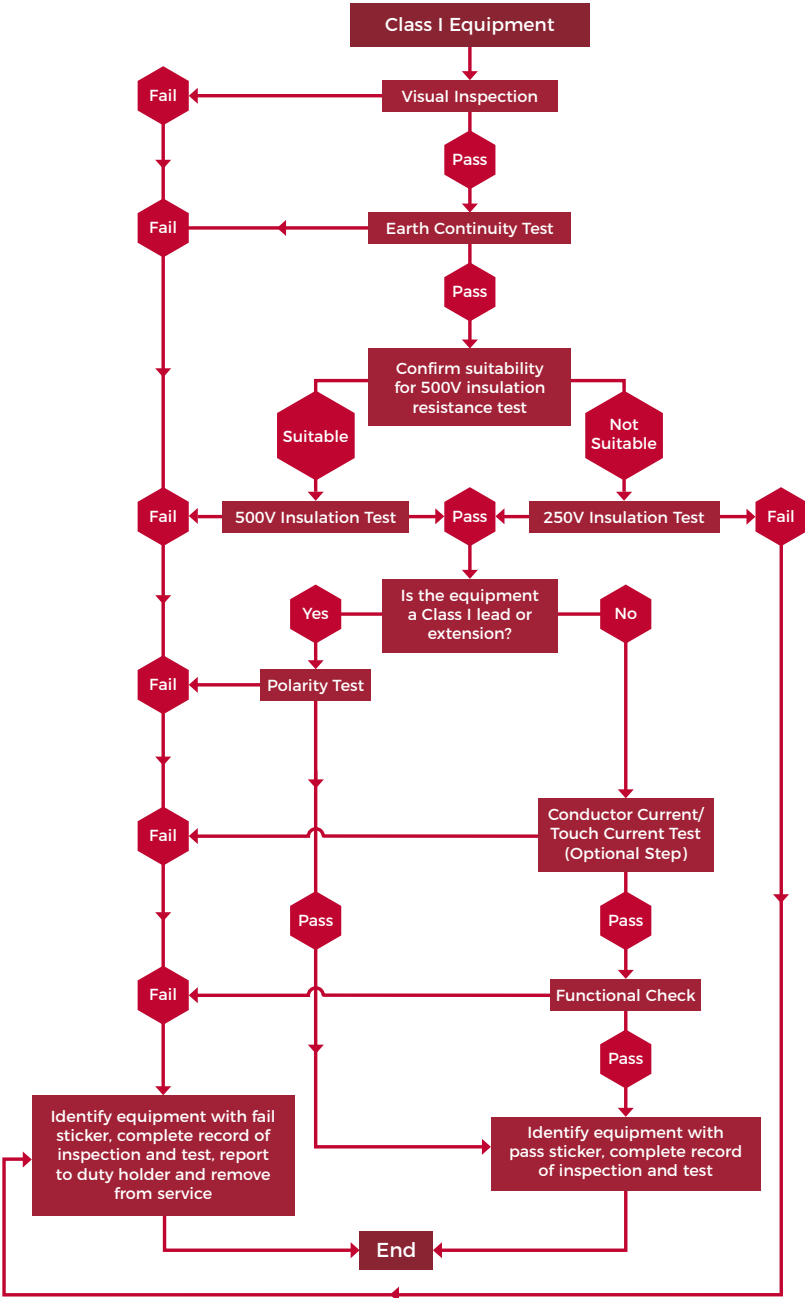 Class I Equipment
Fail
Visual Inspection
Pass
Fail
Earth Continuity Test
Pass
Confirm suitability
for 500V insulation
resistance test
Suitable
Not
Suitable
Fail
500V Insulation Test
Pass
250V Insulation Test
Fail
Is the equipment
a Class I lead or
extension?
Yes
No
Fail
Polarity Test
Conductor Current/
Touch Current Test
(Optional Step)
Fail
Pass
Pass
Fail
Functional Check
Pass
Identify equipment with fail
sticker, complete record of
inspection and test, report
to duty holder and remove
from service
Identify equipment with
pass sticker, complete record
of inspection and test
End